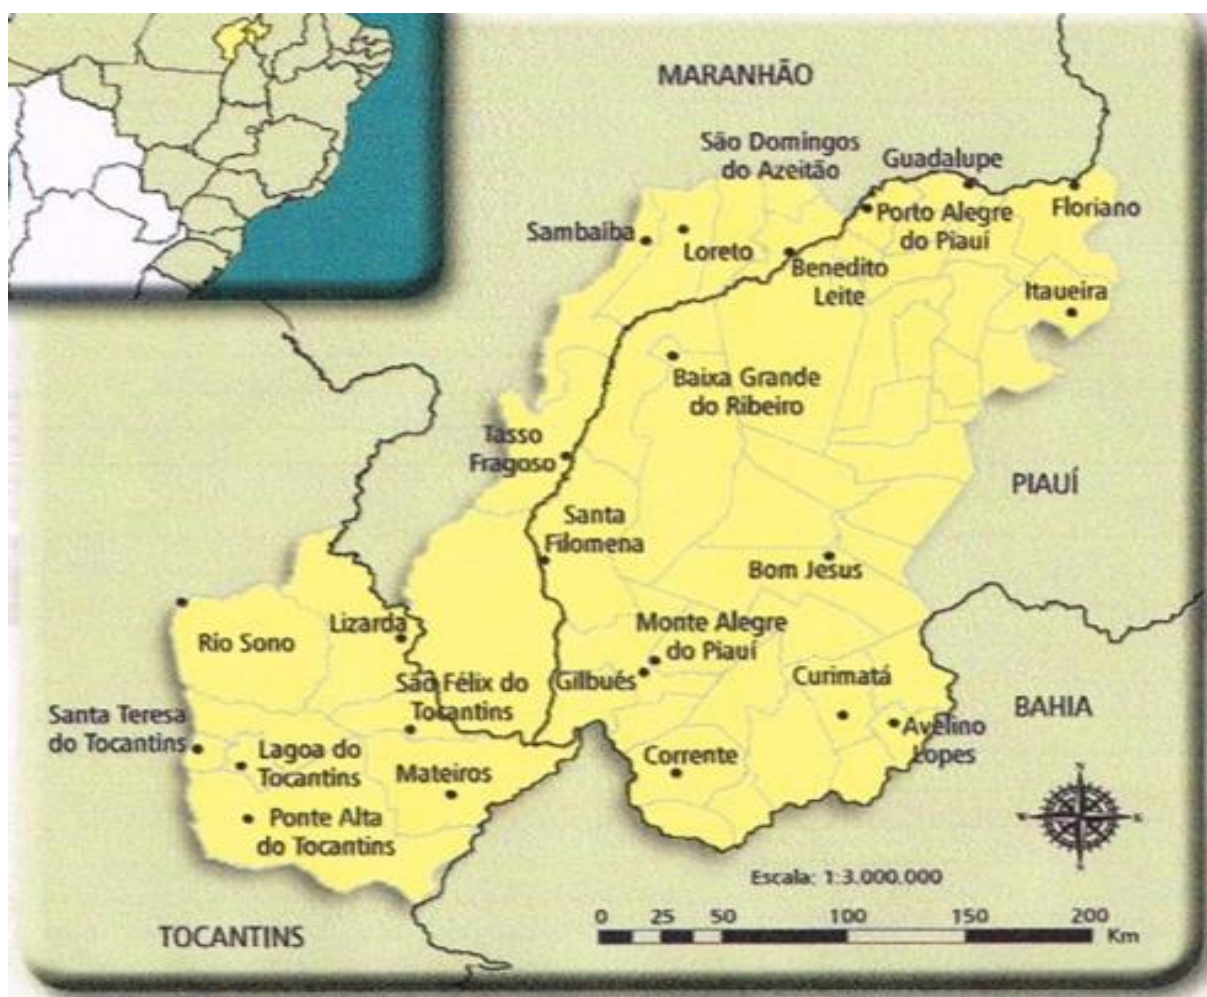 MARANHÃO
São Domingos
do Azeitão
Guadalupe
Porto Alegre
do Piauí
Floriano
Sambaiba
Loreto
Benedito
Leite
Itaueira
Baixa Grande
do Ribeiro
Tasso
Fragoso
PIAUÍ
Santa
Filomena
Bom Jesus
Rio Sono
Lizarda
Monte Alegre
do Piauí
São Félix do
Tocantins
Gilbués
Curimatá
Santa Teresa
do Tocantins
BAHIA
Avelino
Lopes
Lagoa do
Tocantins
Mateiros
Corrente
Ponte Alta
do Tocantins
Escala: 1:3.000.000
0 25 50 100 150 200
Km
TOCANTINS